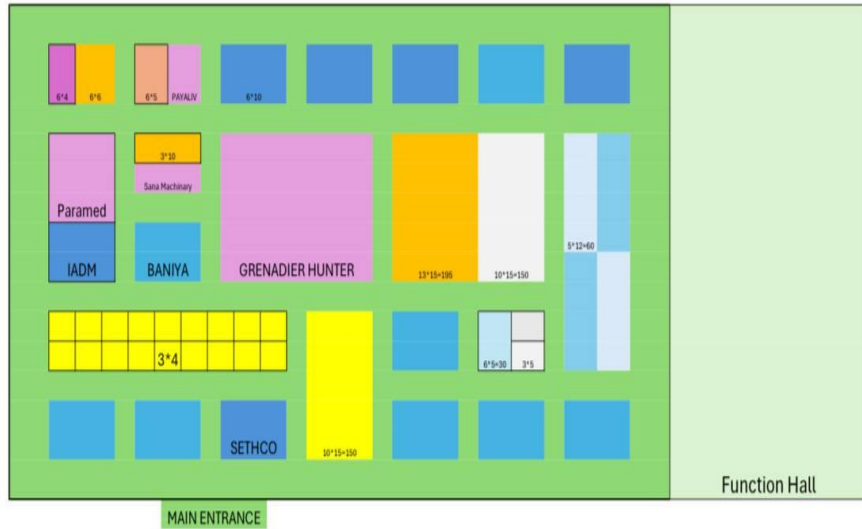 6*4
6*6
6*5
PAYALIV
6*10
3*10
Sana Machinary
Paramed
IADM
BANIYA
GRENADIER HUNTER
13*15=195
10*15=150
5*12=60
3*4
6*5=30
3*5
SETHCO
10*15=150
Function Hall
MAIN ENTRANCE